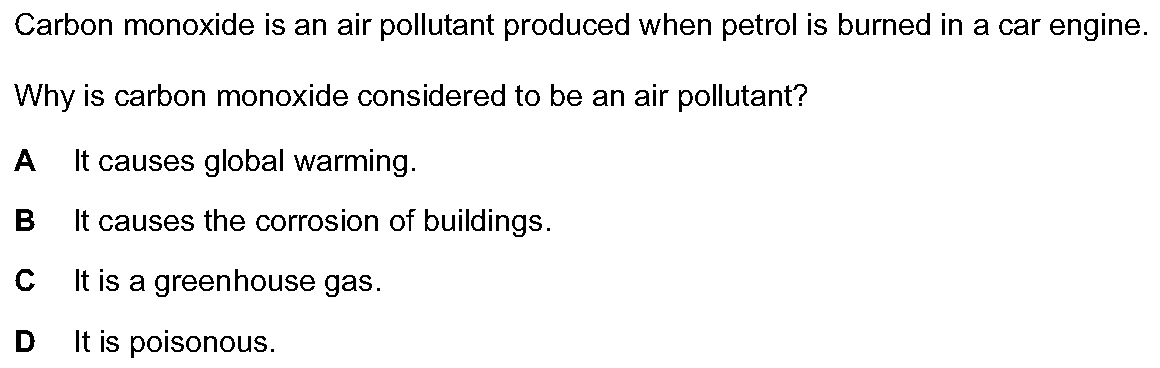 Carbon monoxide is an air pollutant produced when petrol is burned in a car engine.
Why is carbon monoxide considered to be an air pollutant?
A It causes global warming.
B It causes the corrosion of buildings.
C It is a greenhouse gas.
D It is poisonous.